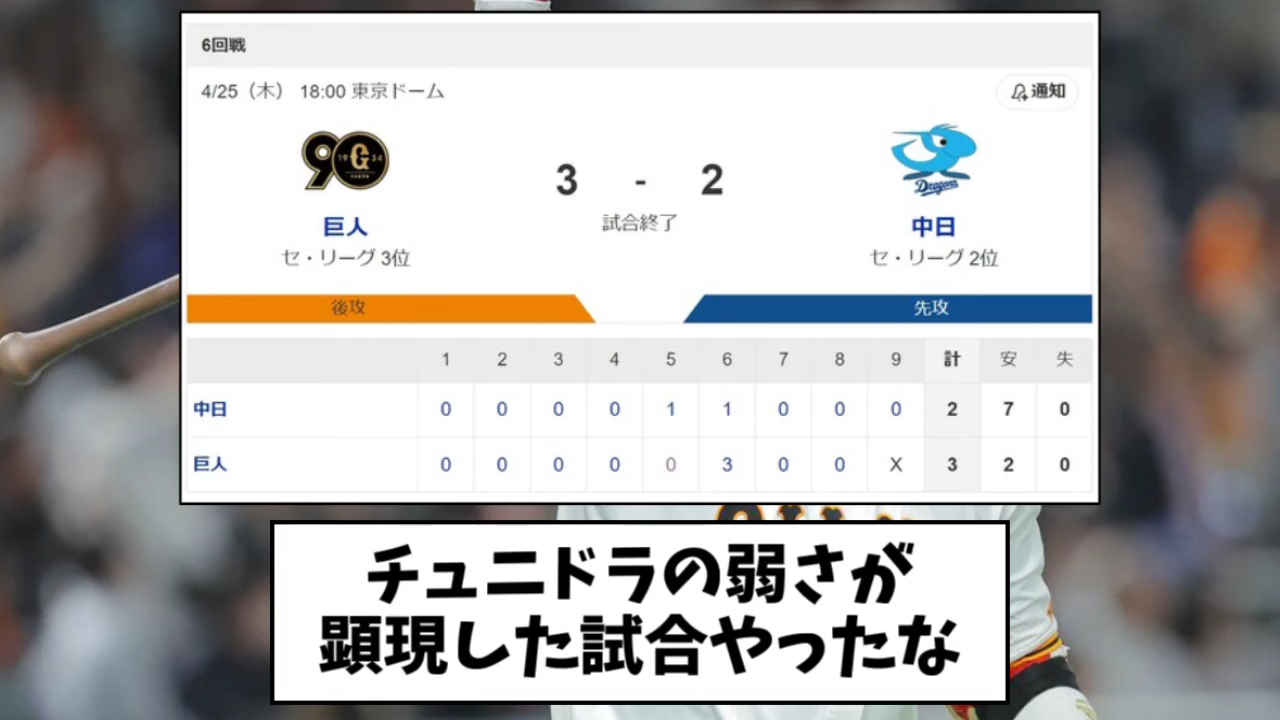 6回戦
4/25（木） 18:00 東京ドーム
通知
90
19 G 34
3 - 2
Dragons
試合終了
巨人
中日
セ・リーグ 3位
セ・リーグ 2位
後攻
先攻
1 2 3 4 5 6 7 8 9 計 安 失
中日 0 0 0 0 1 1 0 0 0 2 7 0
巨人 0 0 0 0 0 3 0 0 X 3 2 0
チュニドラの弱さが
顕現した試合やったな